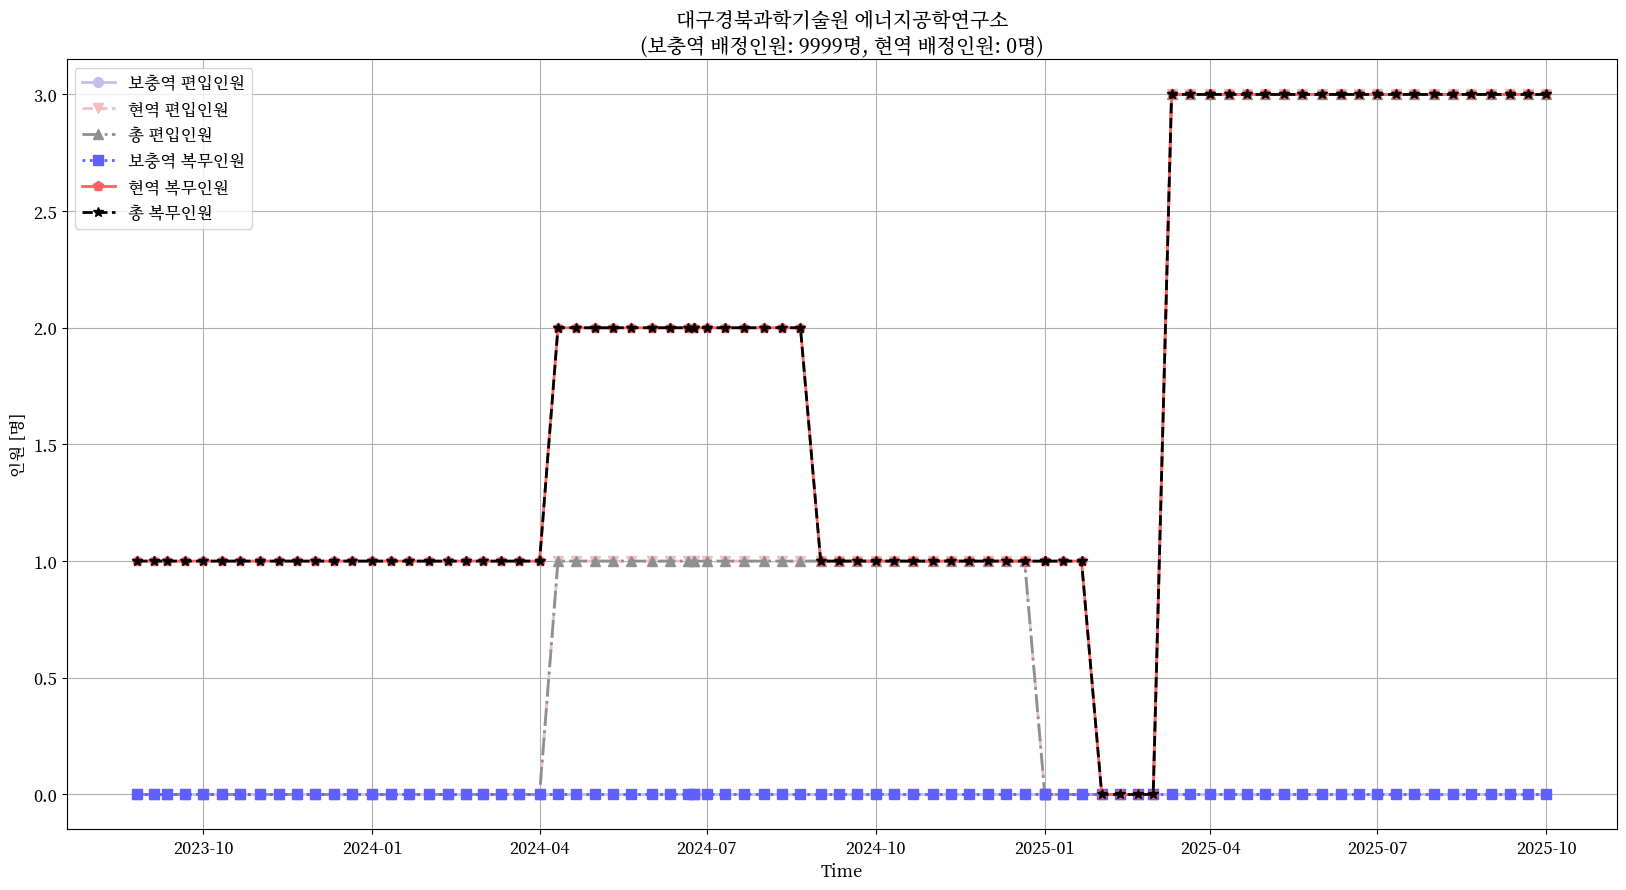 대구경북과학기술원 에너지공학연구소
(보충역 배정인원: 9999명, 현역 배정인원: 0명)
보충역 편입인원
현역 편입인원
총 편입인원
보충역 복무인원
현역 복무인원
총 복무인원
인원 [명]
3.0
2.5
2.0
1.5
1.0
0.5
0.0
2023-10
2024-01
2024-04
2024-07
2024-10
2025-01
2025-04
2025-07
2025-10
Time